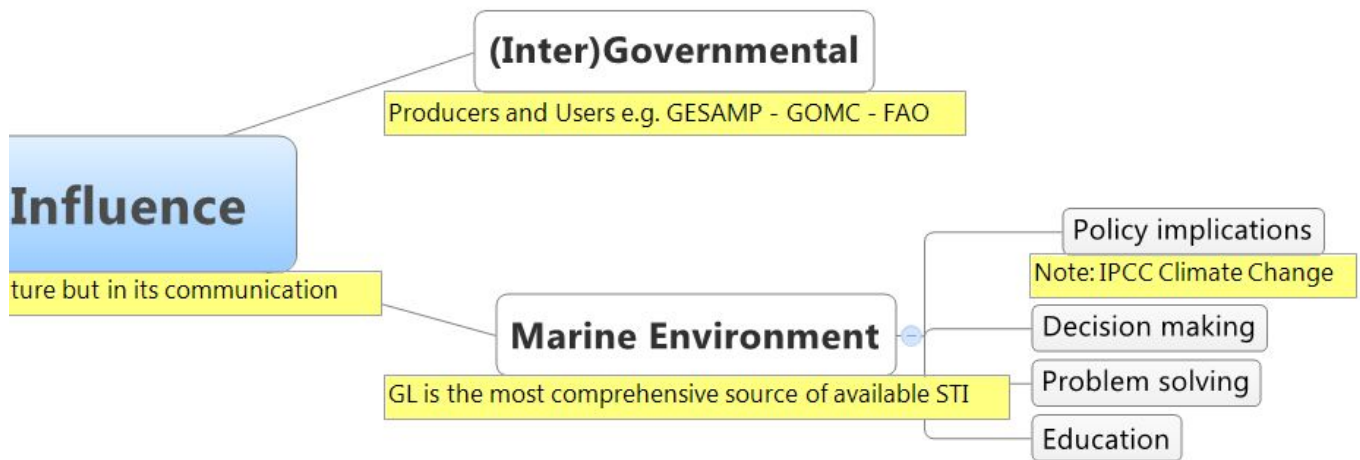 (Inter)Governmental
Producers and Users e.g. GESAMP - GOMC - FAO
Influence
ture but in its communication
Marine Environment
GL is the most comprehensive source of available STI
Policy implications
Note: IPCC Climate Change
Decision making
Problem solving
Education